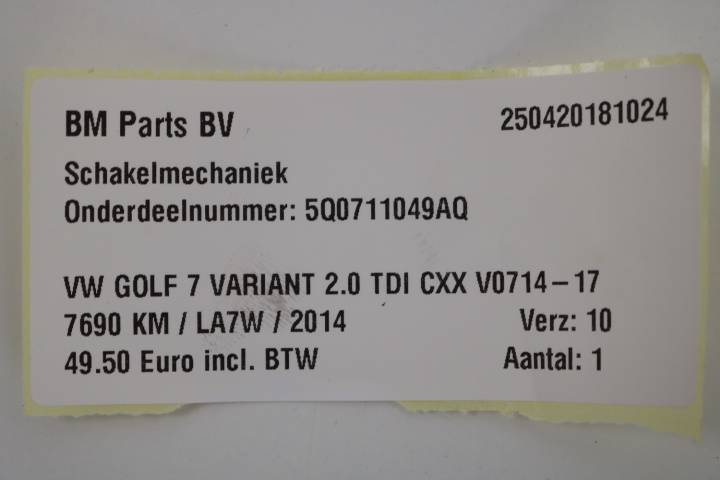 BM Parts BV 250420181024
Schakelmechaniek
Onderdeelnummer: 5Q0711049AQ
VW GOLF 7 VARIANT 2.0 TDI CXX V0714-17
7690 KM / LA7W / 2014 Verz: 10
49.50 Euro incl. BTW Aantal: 1